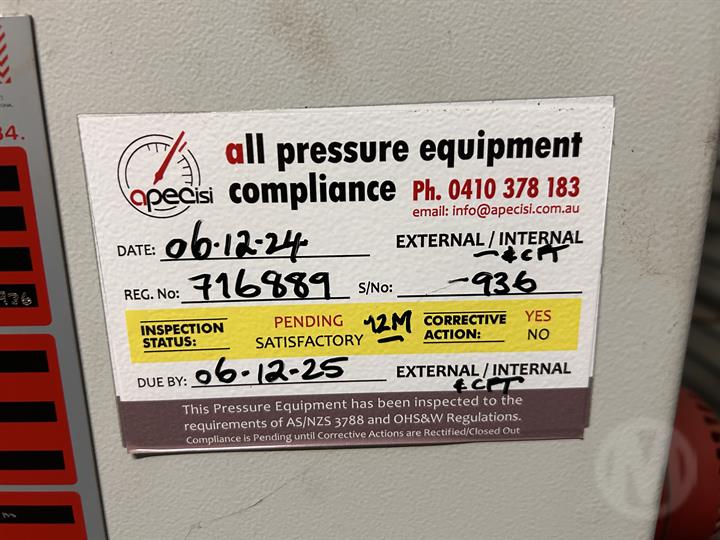 34.
936
apecisi
all pressure equipment
compliance Ph. 0410 378 183
email: info@apecisi.com.au
DATE: 06.12.24. EXTERNAL / INTERNAL
& CPT
REG. No: 716889 S/No: -936
INSPECTION STATUS: PENDING SATISFACTORY 12M CORRECTIVE ACTION: YES NO
DUE BY: 06.12.25 EXTERNAL / INTERNAL
& CPT
This Pressure Equipment has been inspected to the
requirements of AS/NZS 3788 and OHS&W Regulations.
Compliance is Pending until Corrective Actions are Rectified/Closed Out
M